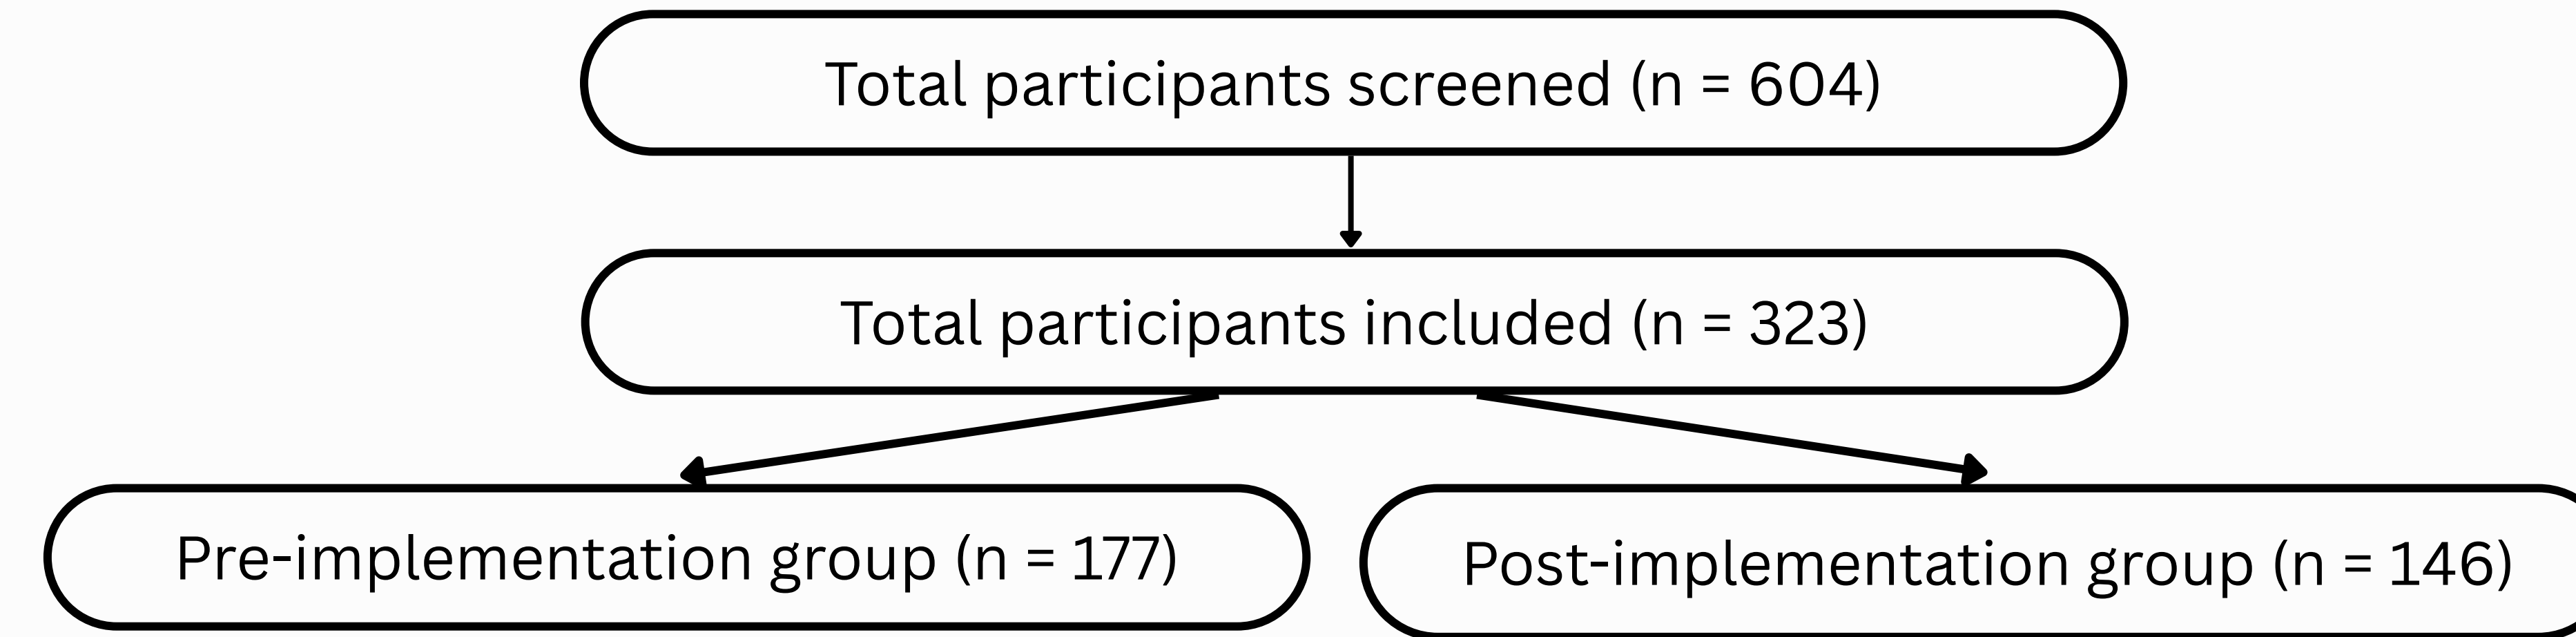 Total participants screened (n = 604)
Total participants included (n = 323)
Pre-implementation group (n = 177)
Post-implementation group (n = 146)